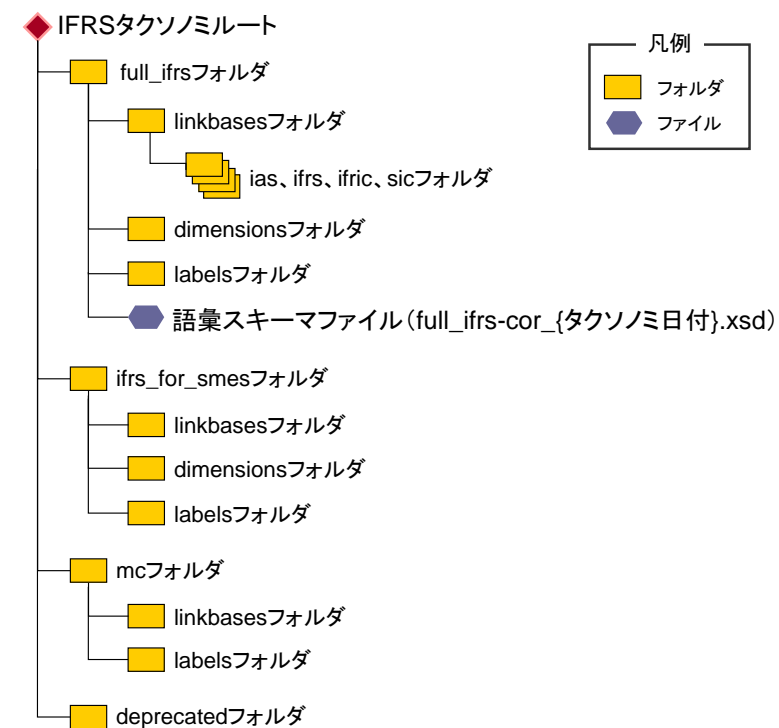 IFRSタクソノミルート
凡例
フォルダ
ファイル
full_ifrsフォルダ
linkbasesフォルダ
ias、ifrs、ifric、sicフォルダ
dimensionsフォルダ
labelsフォルダ
語彙スキーマファイル（full_ifrs-cor_{タクソノミ日付}.xsd）
ifrs_for_smesフォルダ
linkbasesフォルダ
dimensionsフォルダ
labelsフォルダ
mcフォルダ
linkbasesフォルダ
labelsフォルダ
deprecatedフォルダ